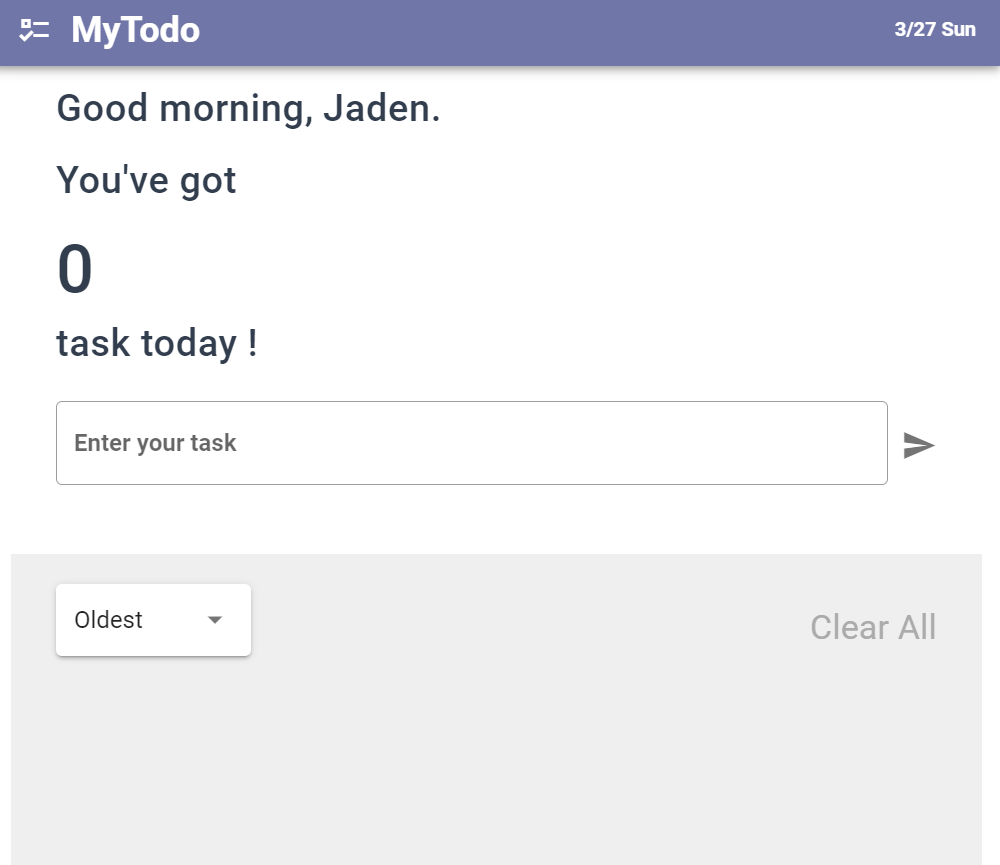 MyTodo
3/27 Sun
Good morning, Jaden.
You've got
0
task today !
Enter your task
Oldest
Clear All